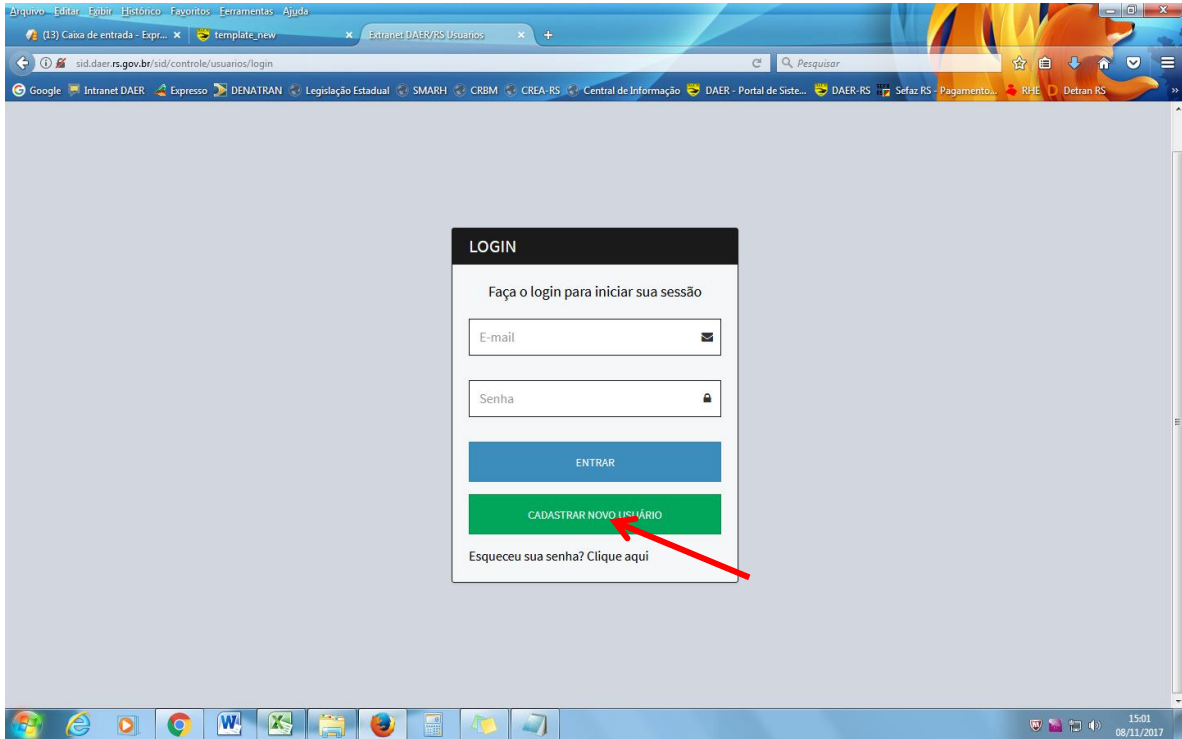 Arquivo Editar Exibir Histórico Favoritos Ferramentas Ajuda
(13) Caixa de entrada - Expr...
template_new
Extranet DAER/RS Usuarios
sid.daer.rs.gov.br/sid/controle/usuarios/login
Pesquisar
Google Intranet DAER Expresso DENATRAN Legislação Estadual SMARH CRBM CREA-RS Central de Informação DAER - Portal de Siste... DAER-RS Sefaz RS - Pagamento... RHE Detran RS
LOGIN
Faça o login para iniciar sua sessão
E-mail
Senha
ENTRAR
CADASTRAR NOVO USUÁRIO
Esqueceu sua senha? Clique aqui
15:01
08/11/2017